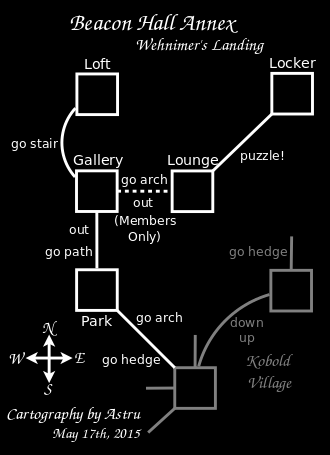 Beacon Hall Annex
Wehnimer's Landing
Loft
Locker
go stair
puzzle!
Gallery
Lounge
go arch
out
(Members
Only)
out
go path
go hedge
Park
go arch
down
up
go hedge
Kobold
Village
N
W
E
S
Cartography by Astru
May 17th, 2015